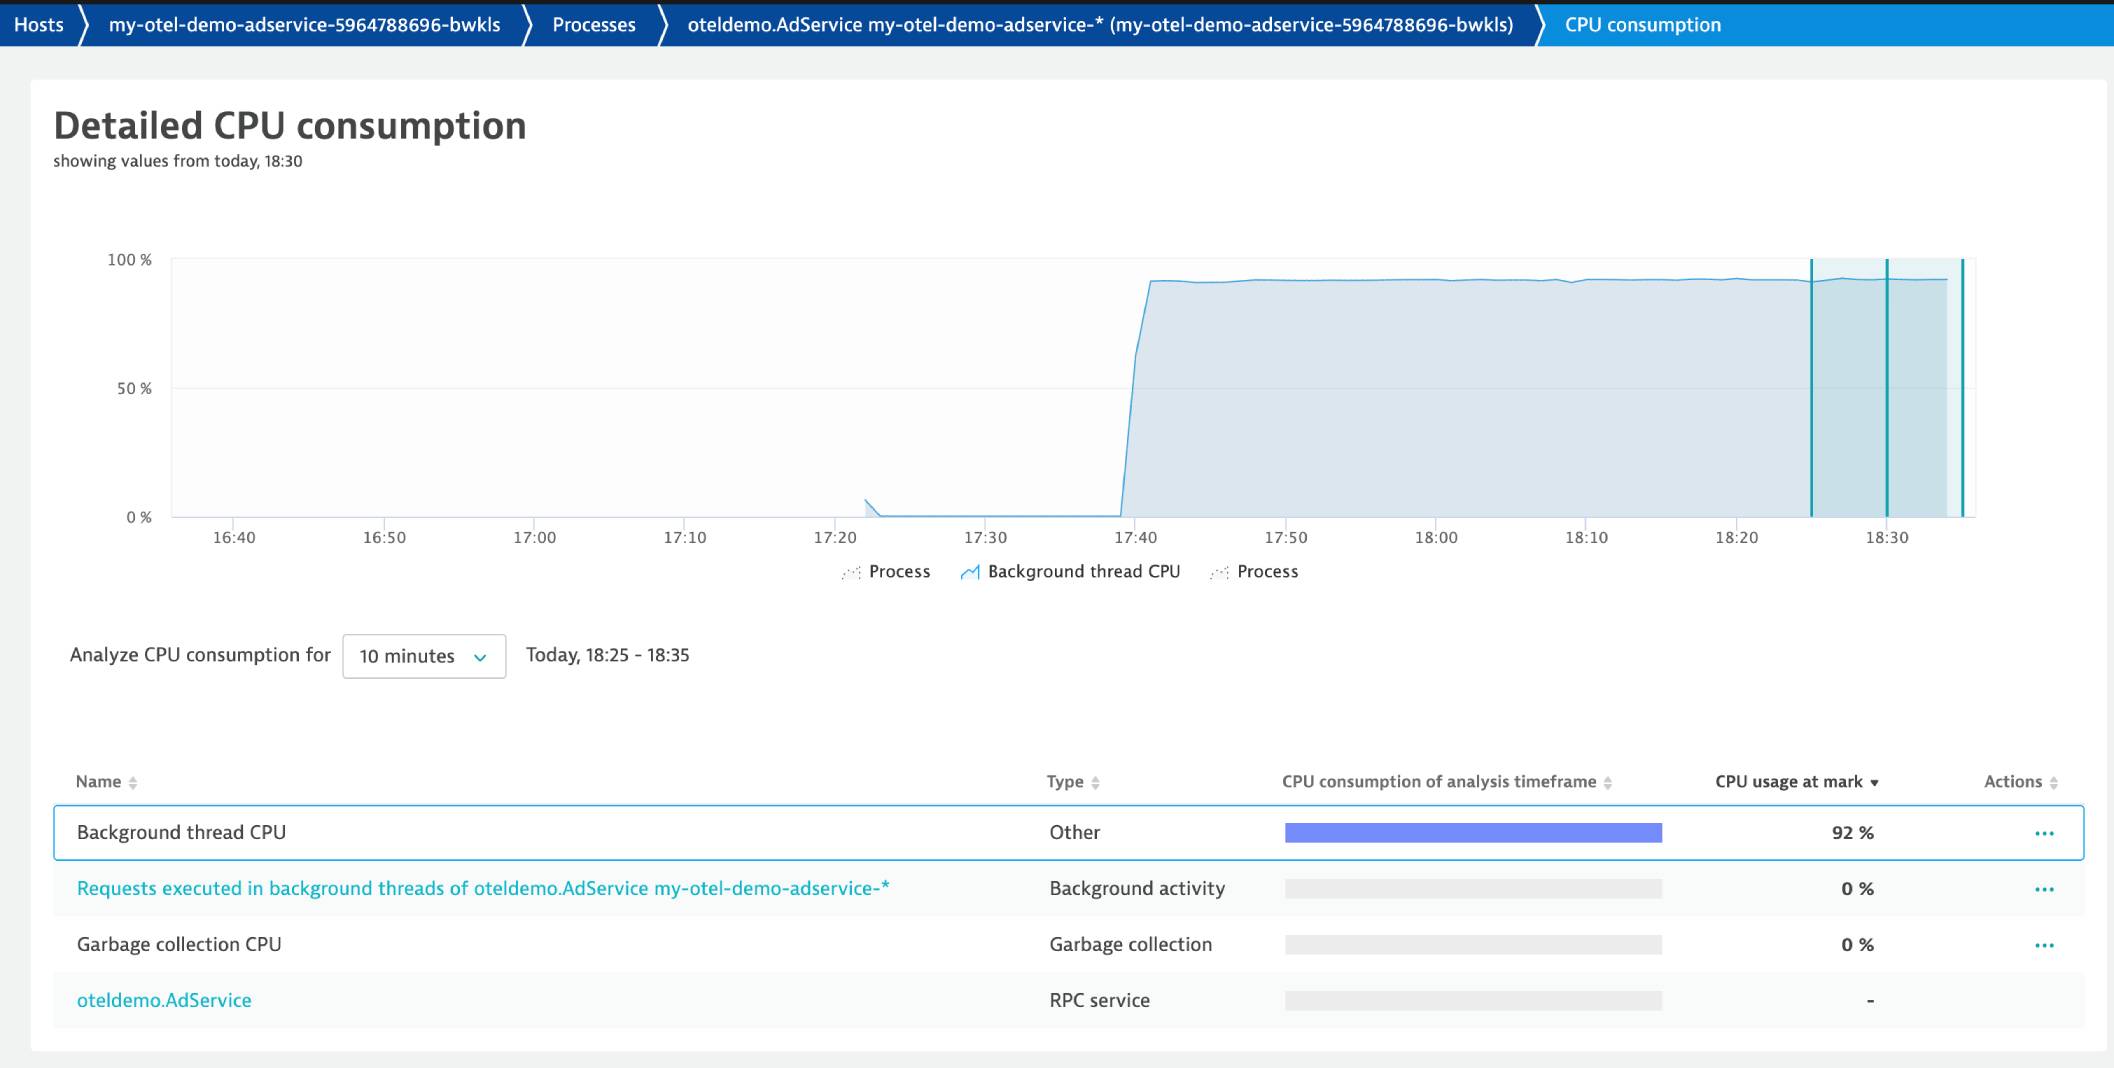 Hosts my-otel-demo-adservice-5964788696-bwkls Processes oteldemo.AdService my-otel-demo-adservice-* (my-otel-demo-adservice-5964788696-bwkls) CPU consumption
Detailed CPU consumption
showing values from today, 18:30
100 %
50 %
0 %
16:40 16:50 17:00 17:10 17:20 17:30 17:40 17:50 18:00 18:10 18:20 18:30
Process Background thread CPU Process
Analyze CPU consumption for 10 minutes Today, 18:25 - 18:35
Name Type CPU consumption of analysis timeframe CPU usage at mark Actions
Background thread CPU Other 92 % ...
Requests executed in background threads of oteldemo.AdService my-otel-demo-adservice-* Background activity 0 % ...
Garbage collection CPU Garbage collection 0 % ...
oteldemo.AdService RPC service -